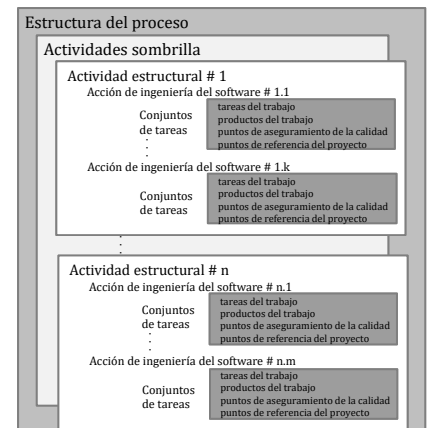 Estructura del proceso
Actividades sombrilla
Actividad estructural # 1
Acción de ingeniería del software # 1.1
Conjuntos
de tareas
.
.
.
tareas del trabajo
productos del trabajo
puntos de aseguramiento de la calidad
puntos de referencia del proyecto
Acción de ingeniería del software # 1.k
Conjuntos
de tareas
tareas del trabajo
productos del trabajo
puntos de aseguramiento de la calidad
puntos de referencia del proyecto
.
.
.
Actividad estructural # n
Acción de ingeniería del software # n.1
Conjuntos
de tareas
.
.
.
tareas del trabajo
productos del trabajo
puntos de aseguramiento de la calidad
puntos de referencia del proyecto
Acción de ingeniería del software # n.m
Conjuntos
de tareas
tareas del trabajo
productos del trabajo
puntos de aseguramiento de la calidad
puntos de referencia del proyecto